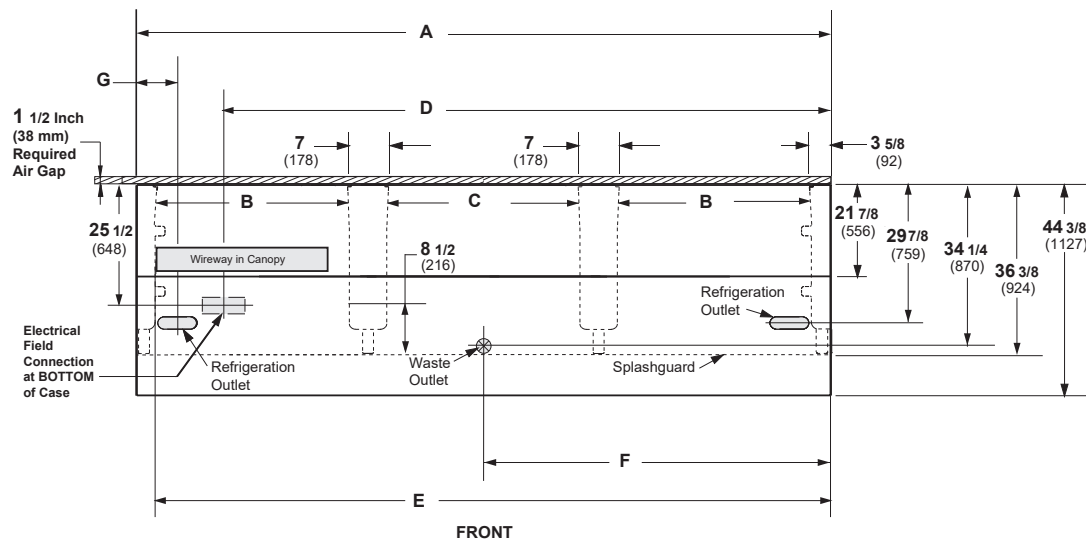 A
G
D
1 1/2 Inch
(38 mm)
Required
Air Gap
7
(178)
7
(178)
3 5/8
(92)
B
C
B
25 1/2
(648)
21 7/8
(556)
29 7/8
(759)
34 1/4
(870)
36 3/8
(924)
44 3/8
(1127)
8 1/2
(216)
Wireway in Canopy
Refrigeration
Outlet
Electrical
Field
Connection
at BOTTOM
of Case
Refrigeration
Outlet
Waste
Outlet
Splashguard
F
E
FRONT